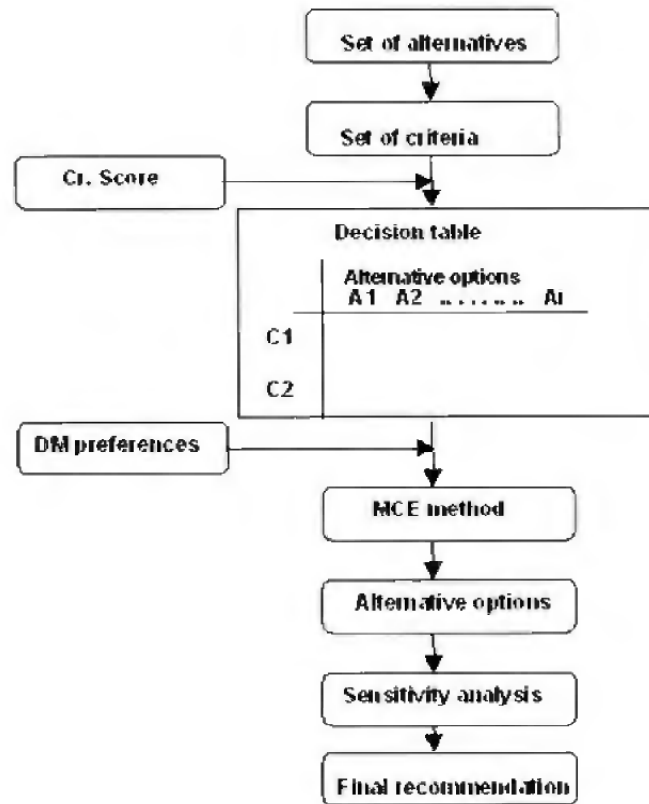 Set of alternatives
Set of criteria
Cr. Score
Decision table
Alternative options
A1 A2 ......... Ai
C1
C2
DM preferences
MCE method
Alternative options
Sensitivity analysis
Final recommendation